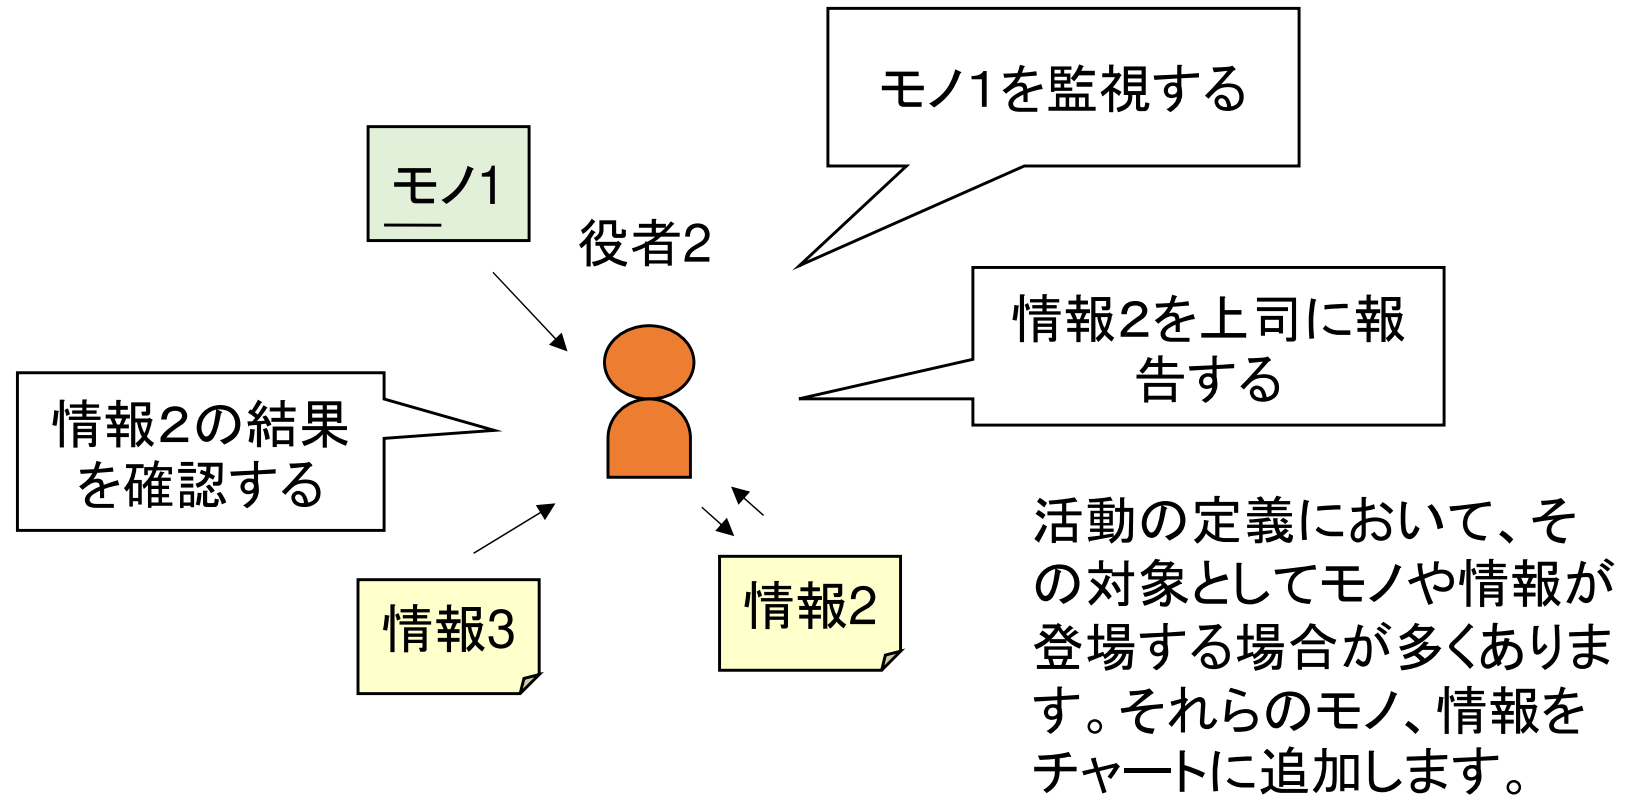 モノ１を監視する
モノ1
役者2
情報２を上司に報
告する
情報２の結果
を確認する
情報3
情報2
活動の定義において、そ
の対象としてモノや情報が
登場する場合が多くありま
す。それらのモノ、情報を
チャートに追加します。